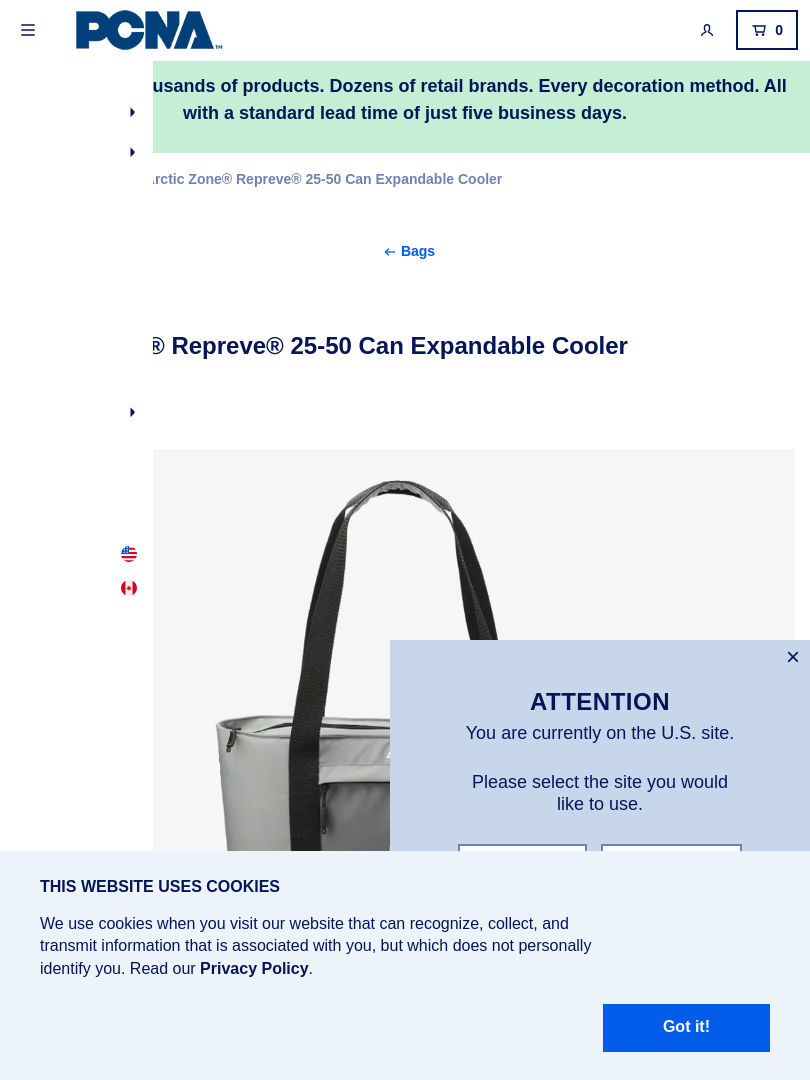 PCNA™
0
usands of products. Dozens of retail brands. Every decoration method. All
with a standard lead time of just five business days.
rctic Zone® Repreve® 25-50 Can Expandable Cooler
← Bags
® Repreve® 25-50 Can Expandable Cooler
ATTENTION
You are currently on the U.S. site.
Please select the site you would
like to use.
THIS WEBSITE USES COOKIES
We use cookies when you visit our website that can recognize, collect, and
transmit information that is associated with you, but which does not personally
identify you. Read our Privacy Policy.
Got it!